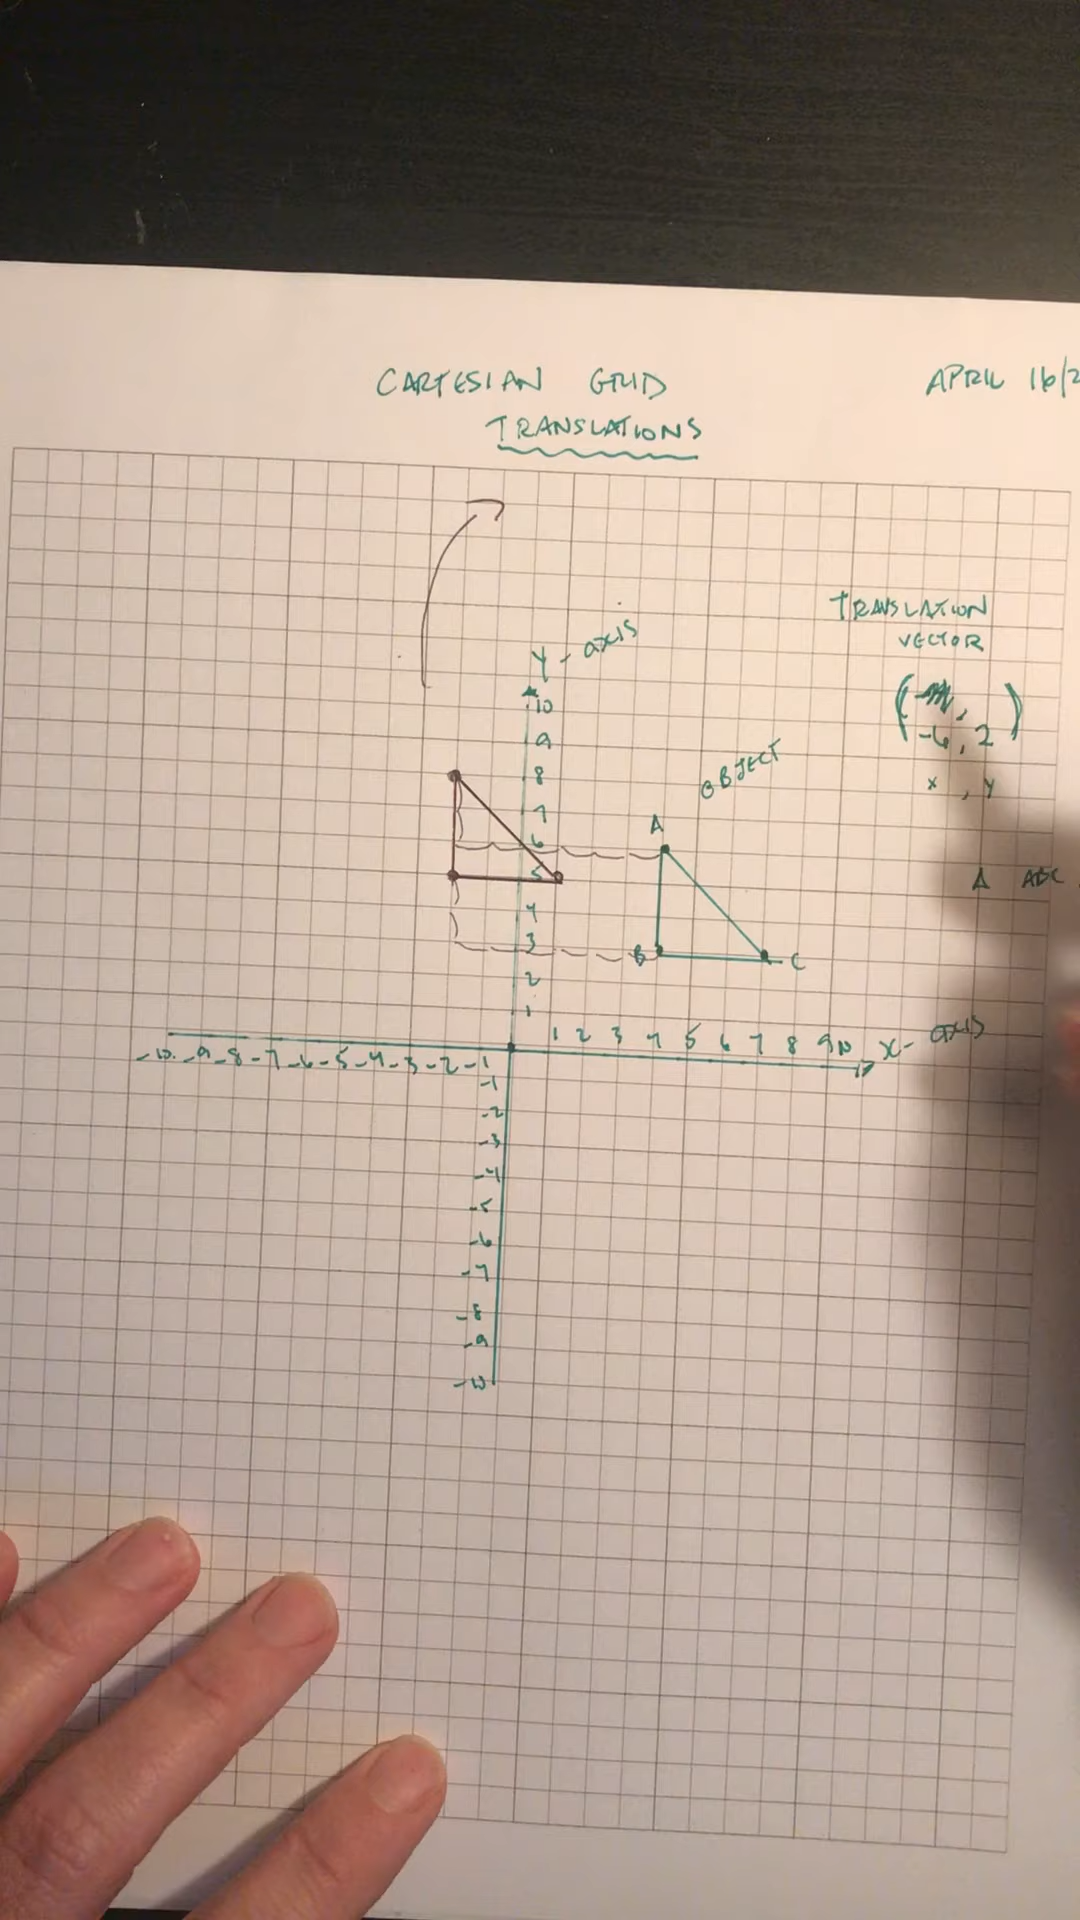 CARTESIAN GRID
APRIL 16/2
TRANSLATIONS
TRANSLATION
VECTOR
-6, 2
x , y
Y - axis
10
9
8
7
6
5
4
3
2
1
OBJECT
A
B
C
Δ ABC
1 2 3 4 5 6 7 8 9 10 X - axis
-10 -9 -8 -7 -6 -5 -4 -3 -2 -1
-1
-2
-3
-4
-5
-6
-7
-8
-9
-10